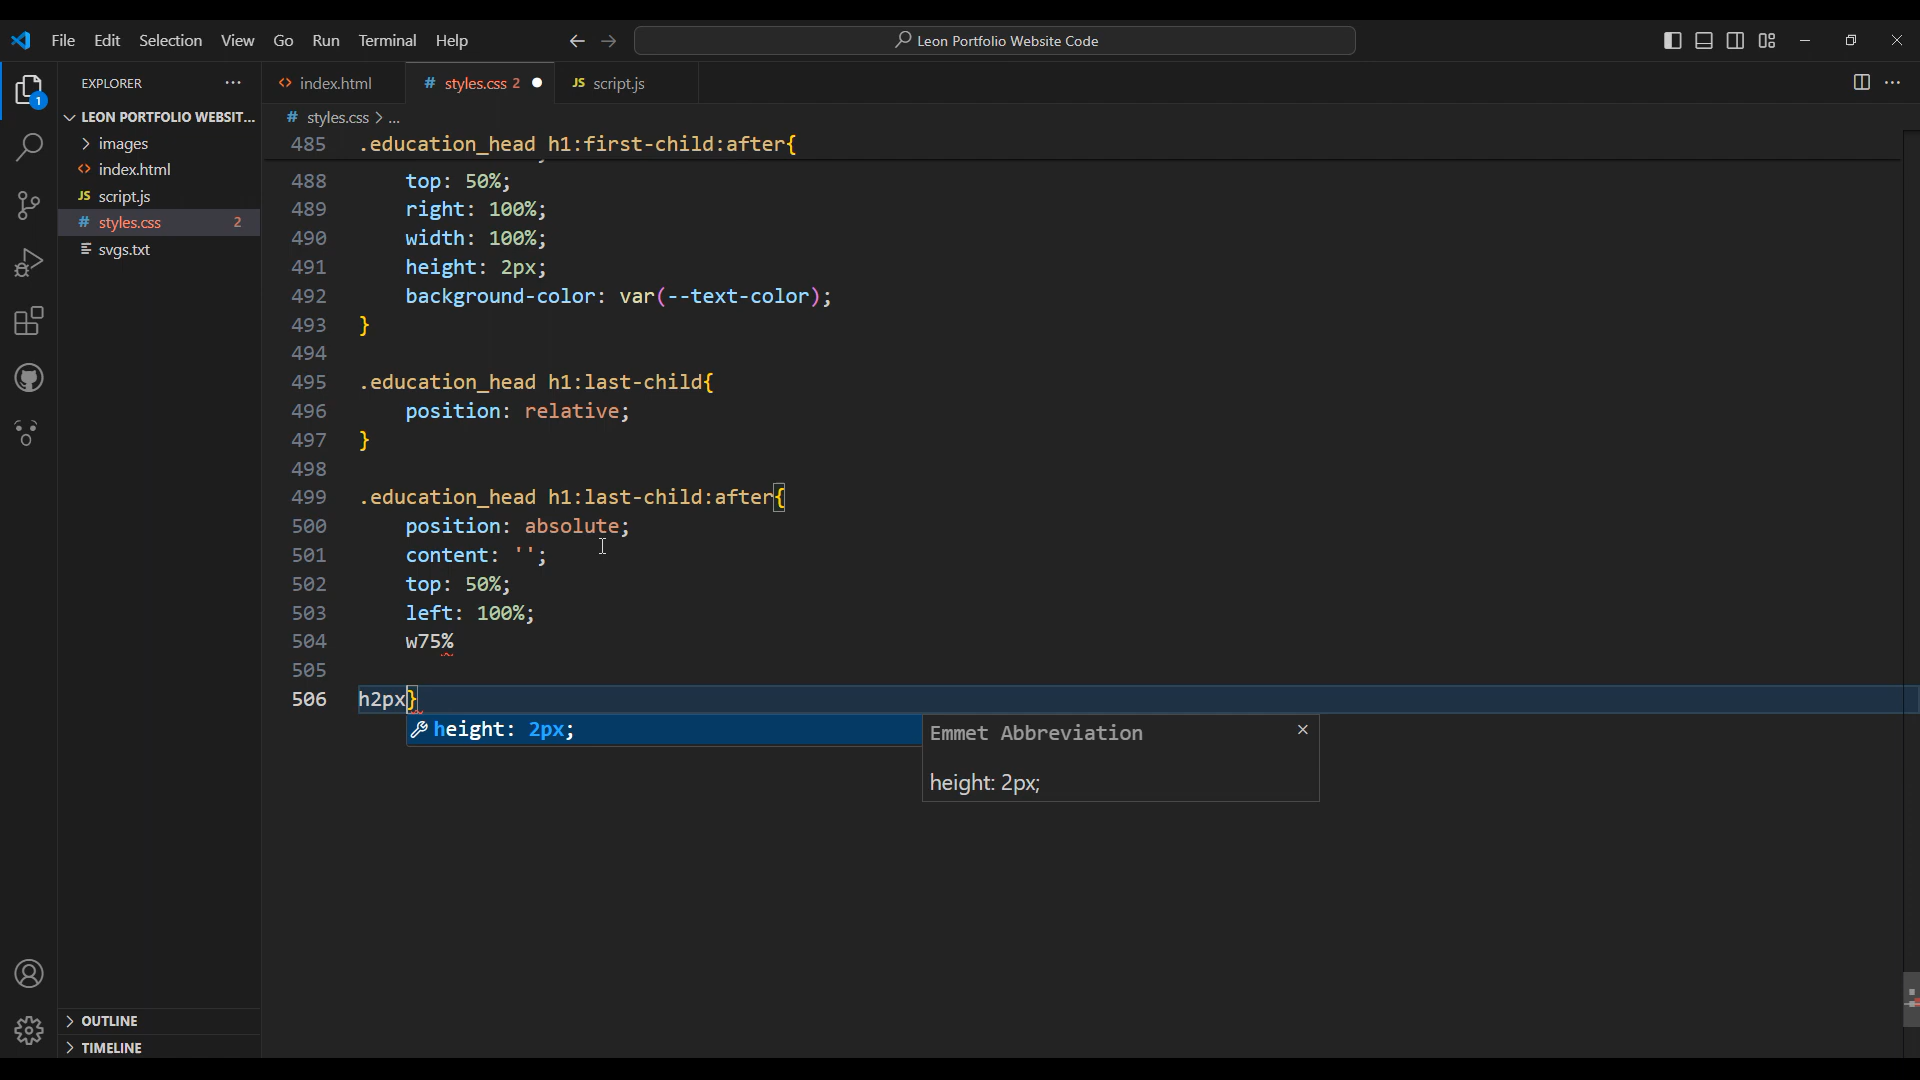 File Edit Selection View Go Run Terminal Help
Leon Portfolio Website Code
EXPLORER
index.html
# styles.css 2
JS script.js
LEON PORTFOLIO WEBSIT...
images
index.html
JS script.js
# styles.css 2
svgs.txt
1
OUTLINE
TIMELINE
# styles.css > ...
485 .education_head h1:first-child:after{
488 top: 50%;
489 right: 100%;
490 width: 100%;
491 height: 2px;
492 background-color: var(--text-color);
493 }
494
495 .education_head h1:last-child{
496 position: relative;
497 }
498
499 .education_head h1:last-child:after{
500 position: absolute;
501 content: '';
502 top: 50%;
503 left: 100%;
504 w75%
505
506 h2px}
height: 2px;
Emmet Abbreviation
height: 2px;